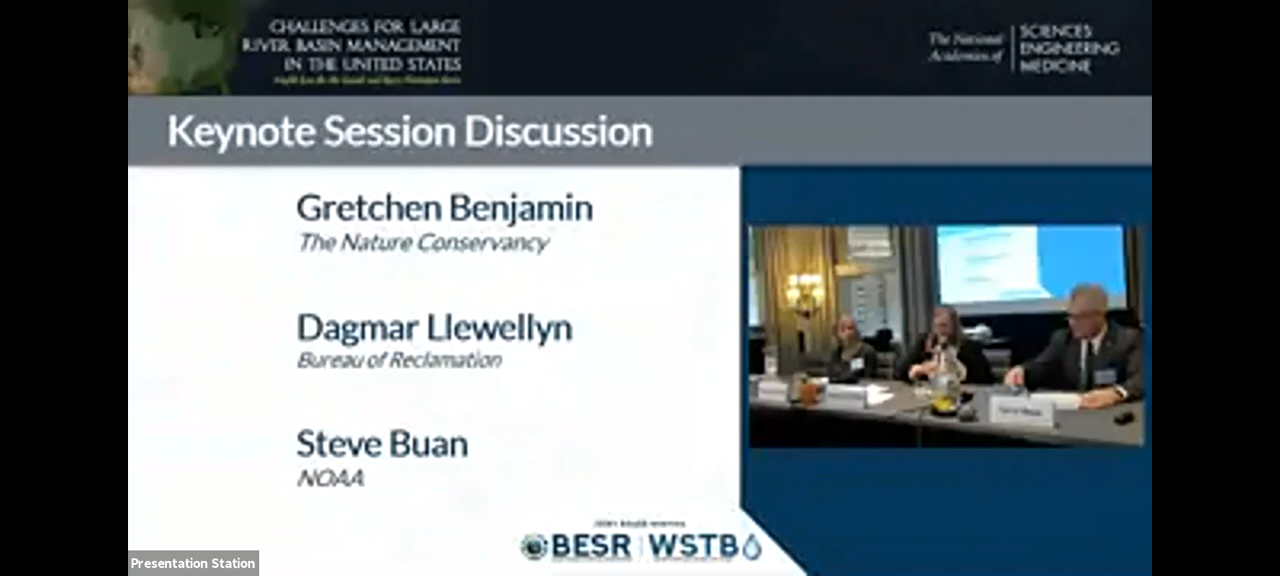 CHALLENGES FOR LARGE
RIVER BASIN MANAGEMENT
IN THE UNITED STATES
The National
Academies of
SCIENCES
ENGINEERING
MEDICINE
Keynote Session Discussion
Gretchen Benjamin
The Nature Conservancy
Dagmar Llewellyn
Bureau of Reclamation
Steve Buan
NOAA
BESR WSTB
Presentation Station